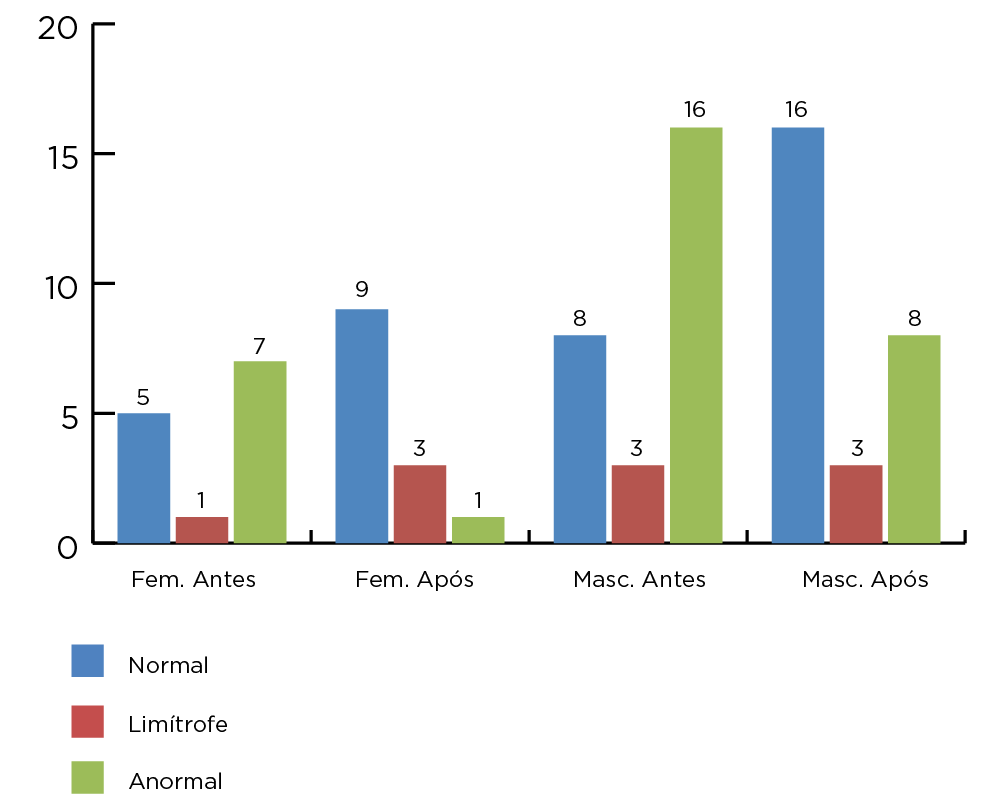 20
16
16
15
10
9
8
8
7
5
5
3
3
3
1
1
0
Fem. Antes
Fem. Após
Masc. Antes
Masc. Após
Normal
Limítrofe
Anormal